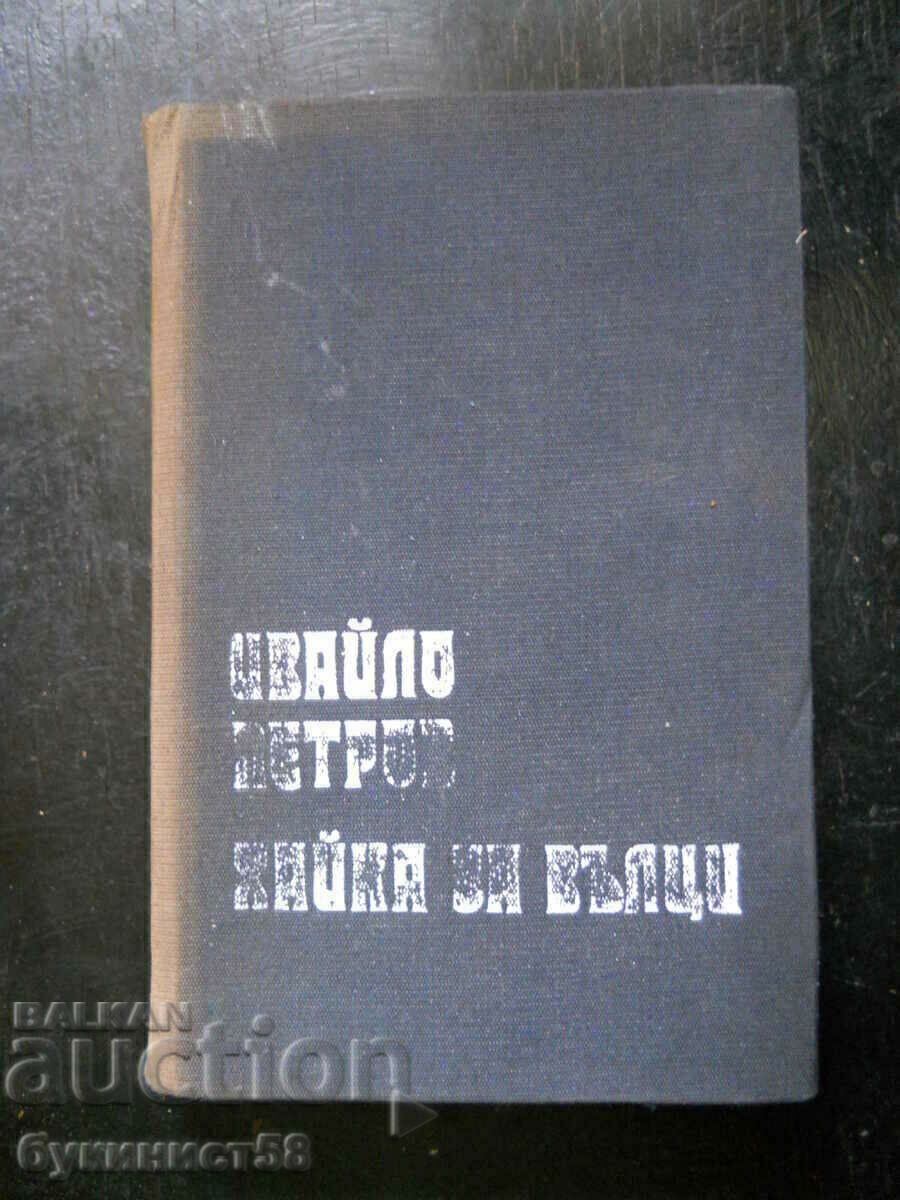 ИВАЙЛО
ПЕТРОВ
ХАЙКА ЗА ВЪЛЦИ
BALKAN
auction
букинист58